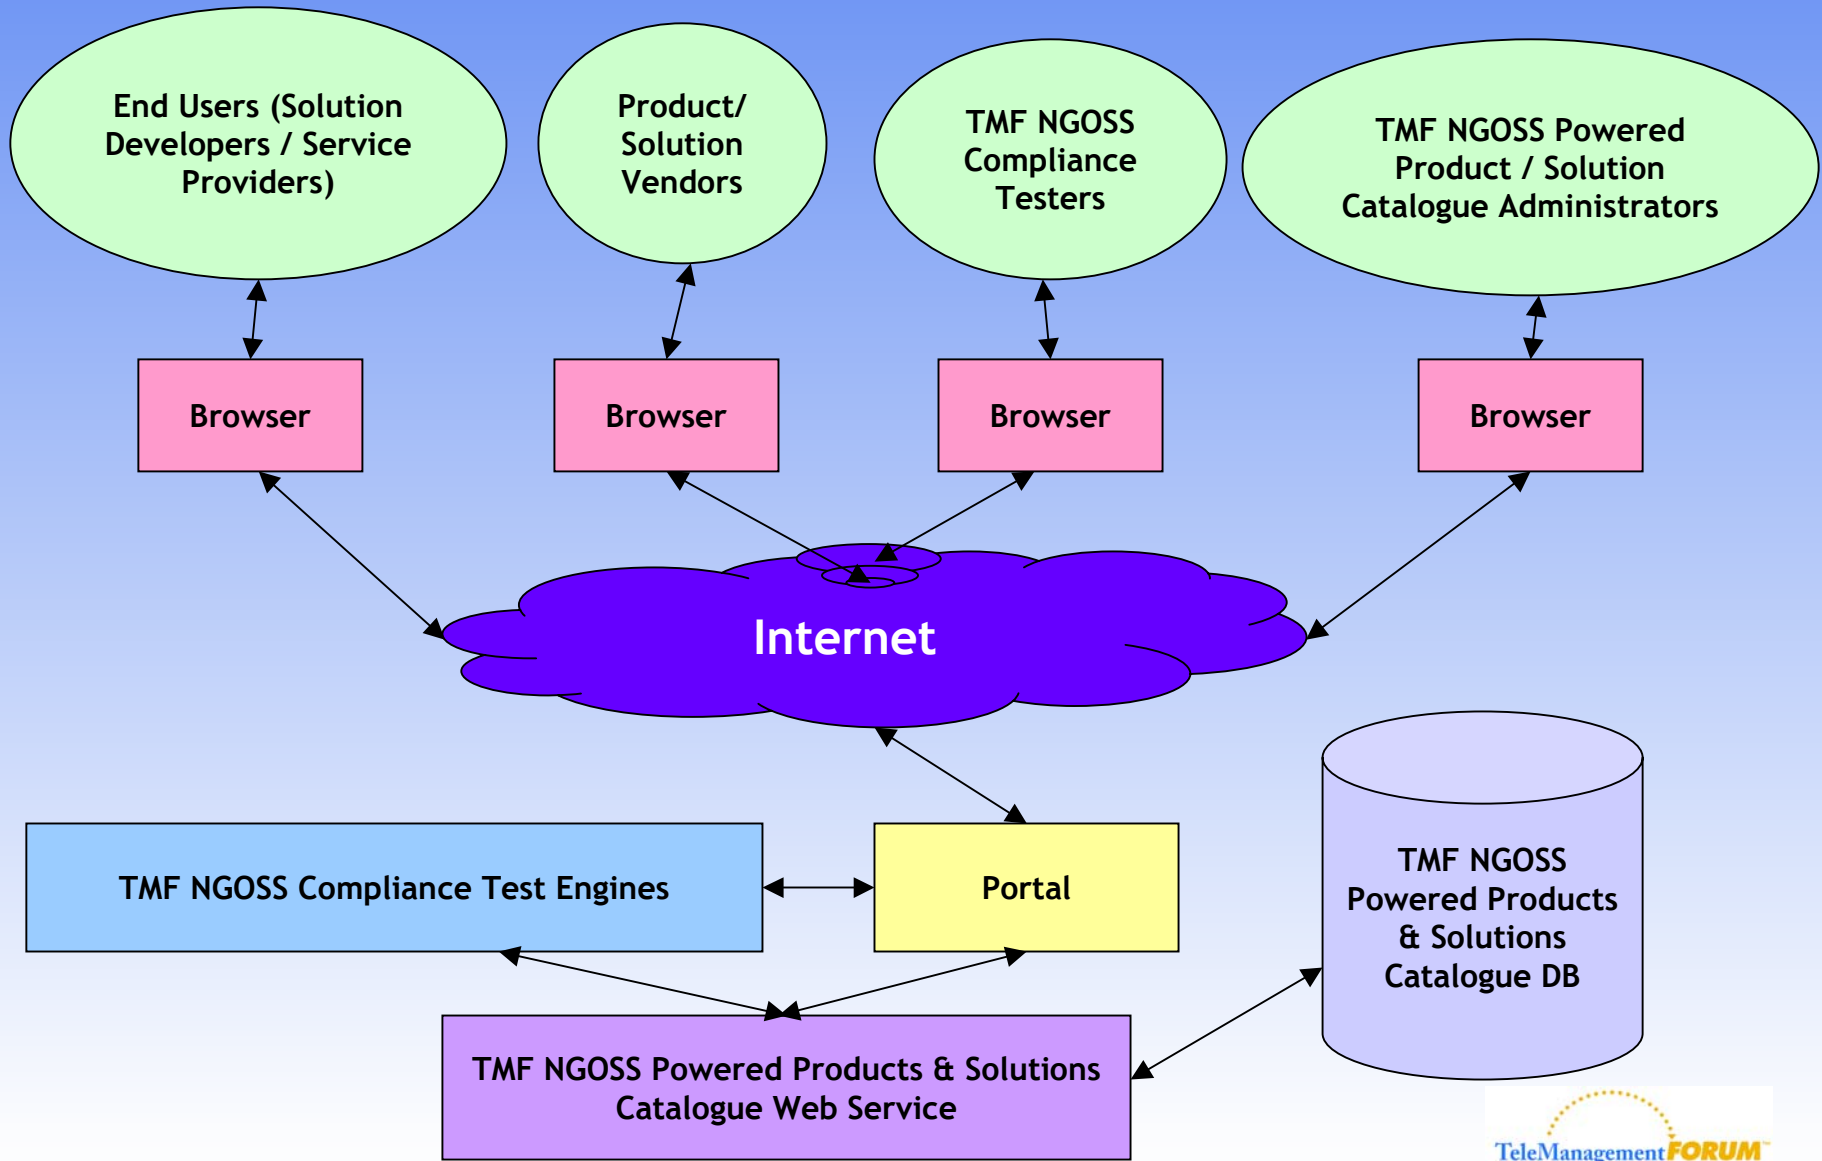 End Users (Solution
Developers / Service
Providers)
Product/
Solution
Vendors
TMF NGOSS
Compliance
Testers
TMF NGOSS Powered
Product / Solution
Catalogue Administrators
Browser
Browser
Browser
Browser
Internet
TMF NGOSS Compliance Test Engines
Portal
TMF NGOSS
Powered Products
& Solutions
Catalogue DB
TMF NGOSS Powered Products & Solutions
Catalogue Web Service
TeleManagement FORUM™